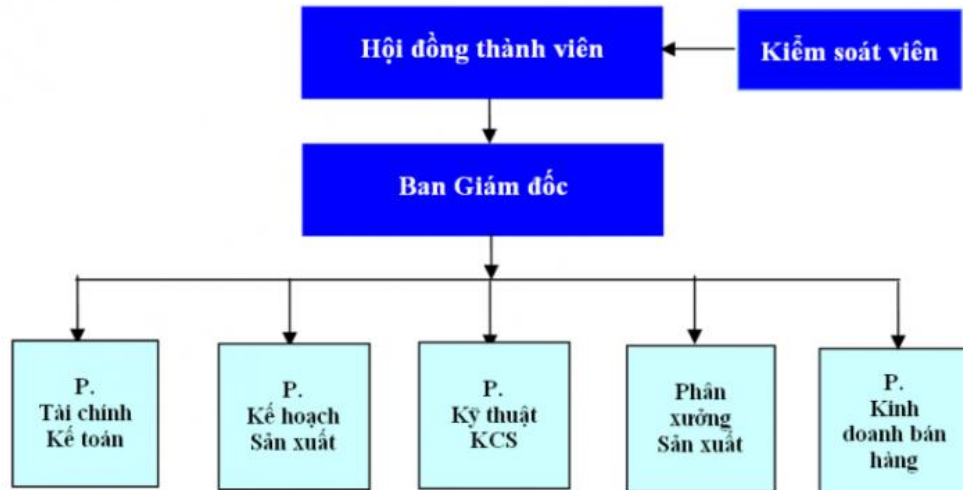 Hội đồng thành viên
Kiểm soát viên
Ban Giám đốc
P.
Tài chính
Kế toán
P.
Kế hoạch
Sản xuất
P.
Kỹ thuật
KCS
Phân
xưởng
Sản xuất
P.
Kinh
doanh bán
hàng